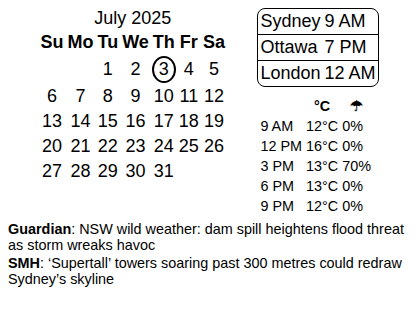 July 2025
Su Mo Tu We Th Fr Sa
1 2 3 4 5
6 7 8 9 10 11 12
13 14 15 16 17 18 19
20 21 22 23 24 25 26
27 28 29 30 31
Sydney 9 AM
Ottawa 7 PM
London 12 AM
°C ☂
9 AM 12°C 0%
12 PM 16°C 0%
3 PM 13°C 70%
6 PM 13°C 0%
9 PM 12°C 0%
Guardian: NSW wild weather: dam spill heightens flood threat
as storm wreaks havoc
SMH: ‘Supertall’ towers soaring past 300 metres could redraw
Sydney’s skyline